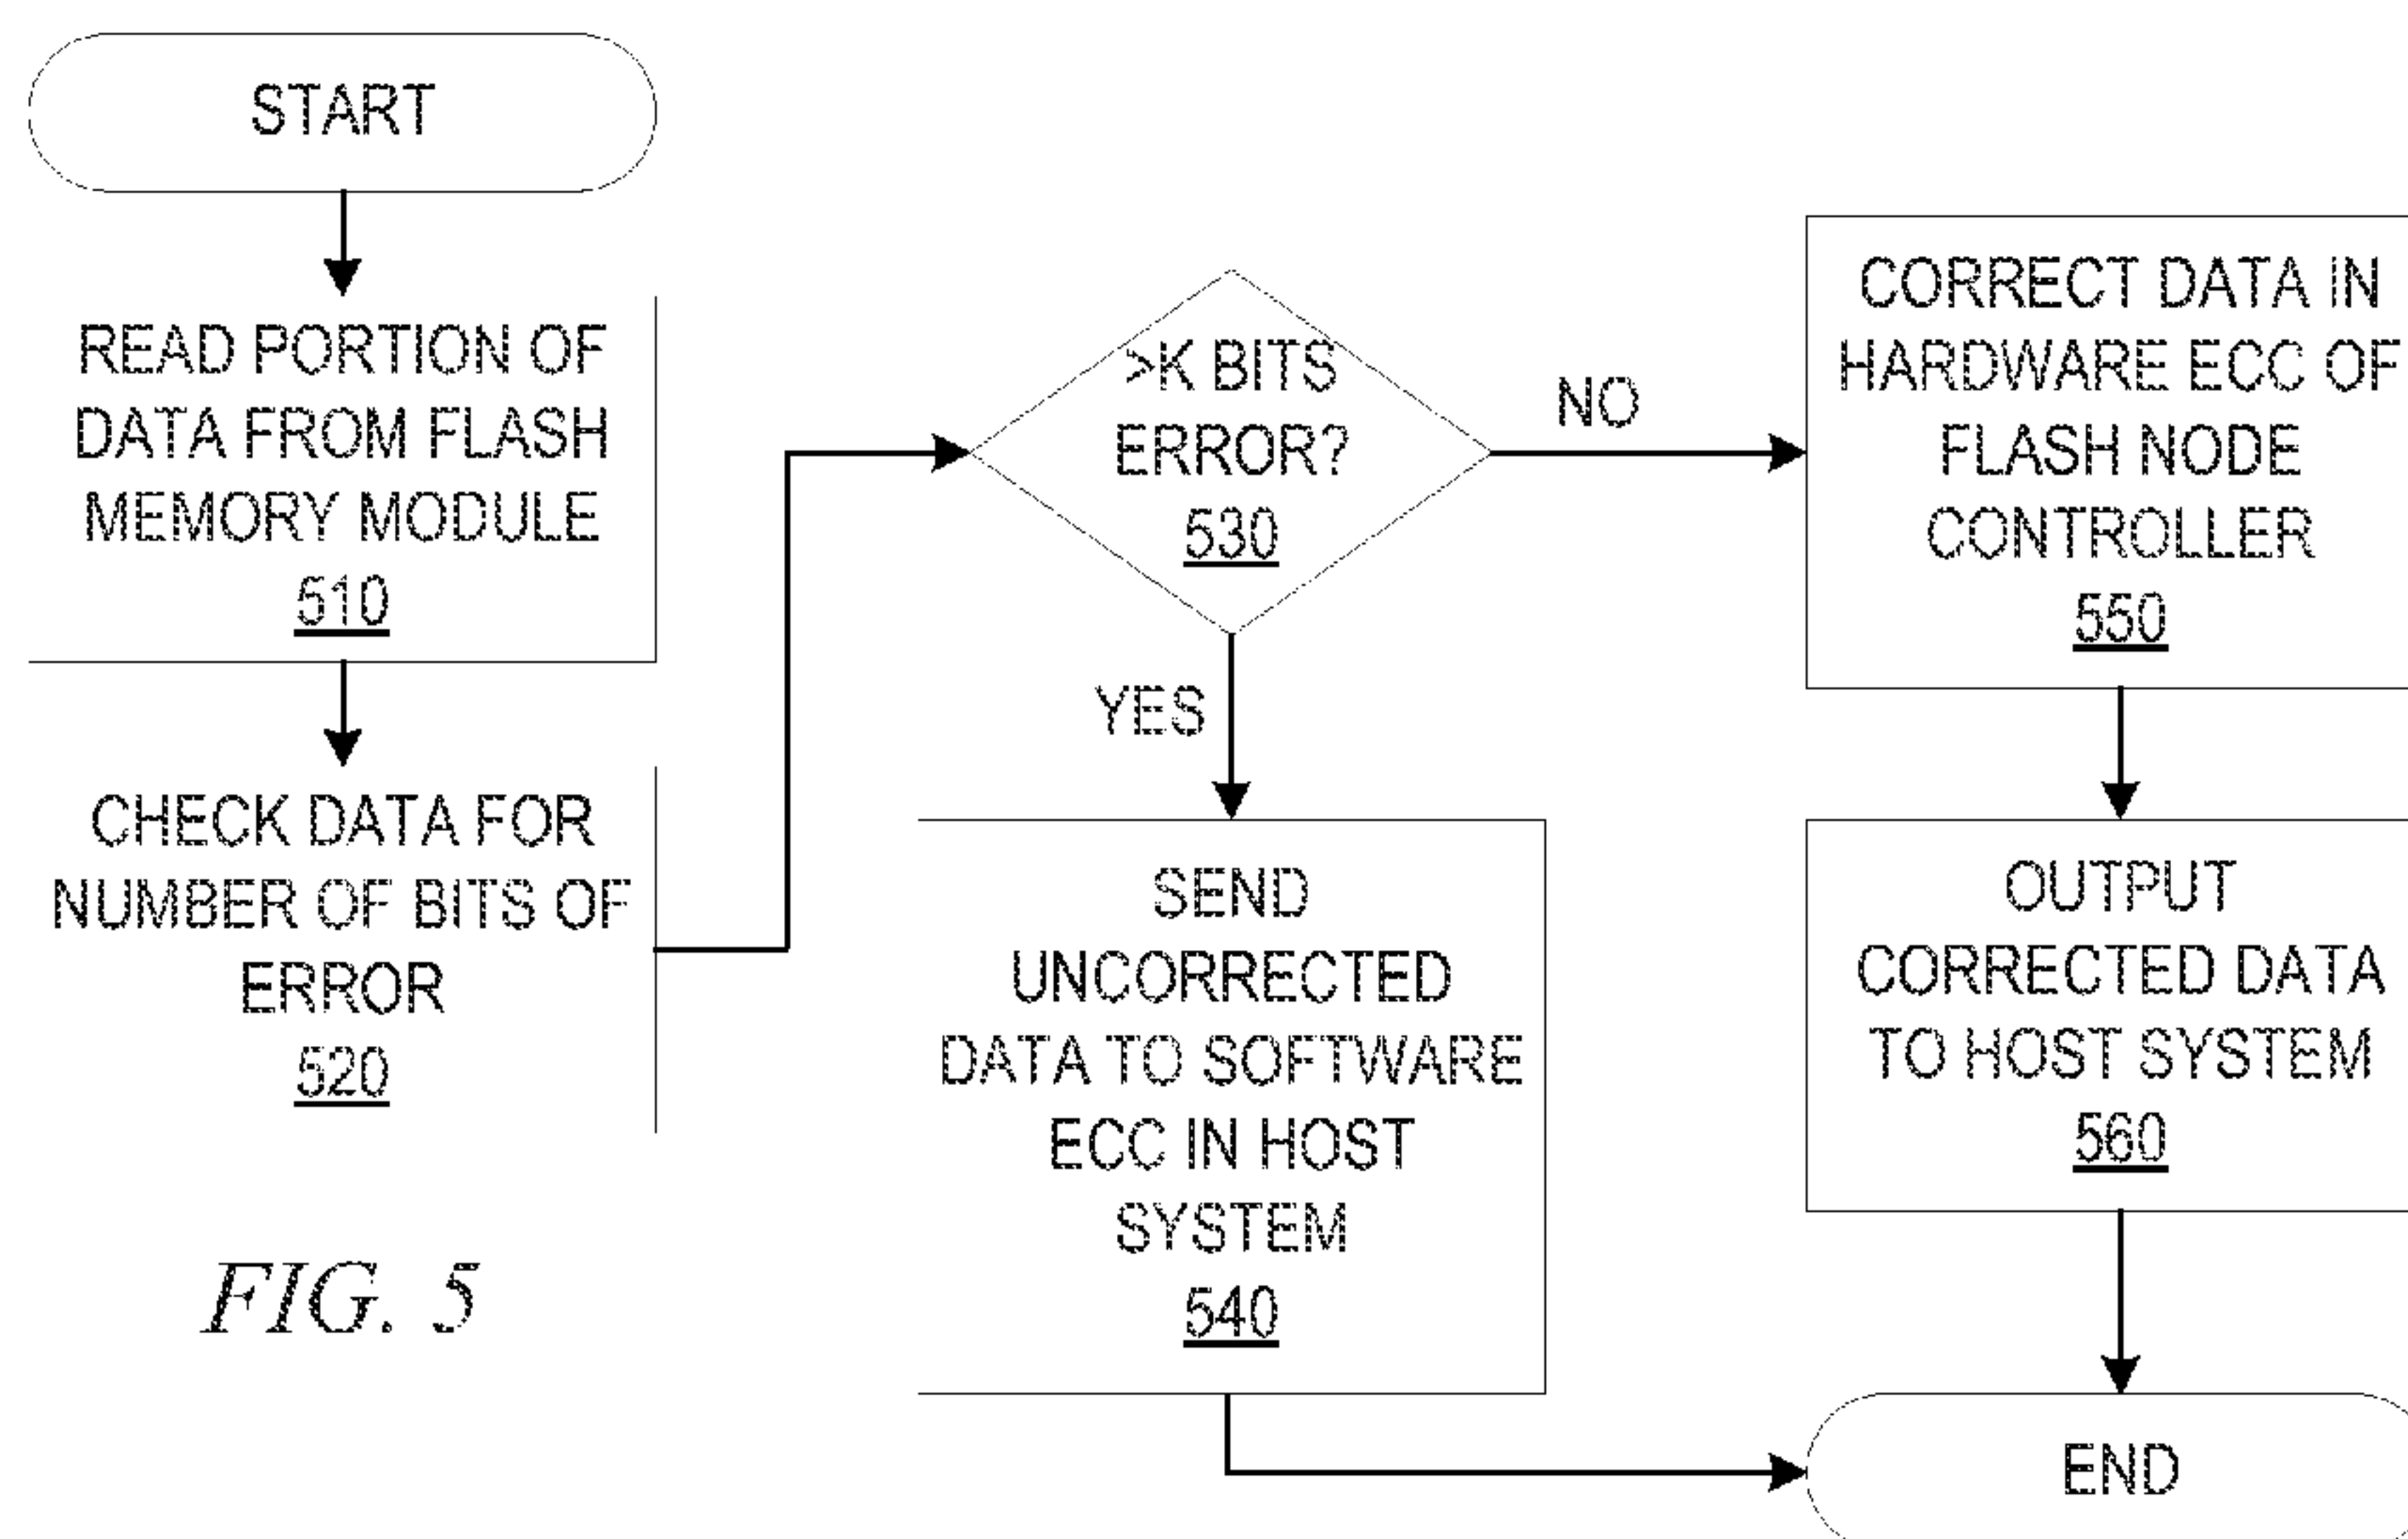 START
READ PORTION OF
DATA FROM FLASH
MEMORY MODULE
510
CHECK DATA FOR
NUMBER OF BITS OF
ERROR
520
>K BITS
ERROR?
530
NO
YES
SEND
UNCORRECTED
DATA TO SOFTWARE
ECC IN HOST
SYSTEM
540
CORRECT DATA IN
HARDWARE ECC OF
FLASH NODE
CONTROLLER
550
OUTPUT
CORRECTED DATA
TO HOST SYSTEM
560
END
FIG. 5